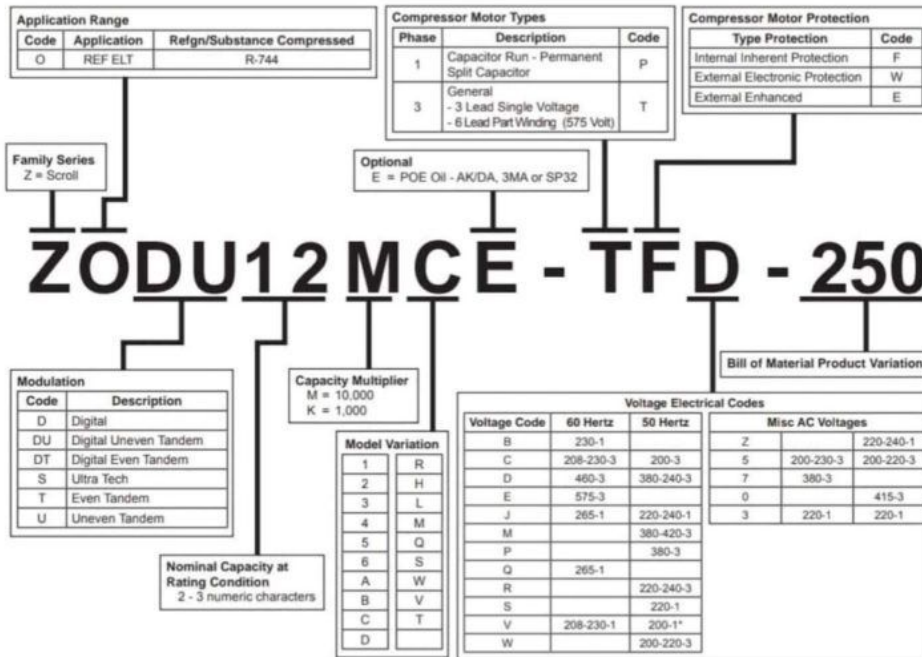 Application Range
Code Application Refgn/Substance Compressed
O REF ELT R-744
Compressor Motor Types
Phase Description Code
1 Capacitor Run - Permanent Split Capacitor P
3 General
- 3 Lead Single Voltage
- 6 Lead Part Winding (575 Volt) T
Compressor Motor Protection
Type Protection Code
Internal Inherent Protection F
External Electronic Protection W
External Enhanced E
Family Series
Z = Scroll
Optional
E = POE Oil - AK/DA, 3MA or SP32
ZODU12MCE - TFD - 250
Modulation
Code Description
D Digital
DU Digital Uneven Tandem
DT Digital Even Tandem
S Ultra Tech
T Even Tandem
U Uneven Tandem
Nominal Capacity at
Rating Condition
2 - 3 numeric characters
Capacity Multiplier
M = 10,000
K = 1,000
Model Variation
1 R
2 H
3 L
4 M
5 Q
6 S
A W
B V
C T
D
Bill of Material Product Variation
Voltage Electrical Codes
Voltage Code 60 Hertz 50 Hertz
B 230-1
C 208-230-3 200-3
D 460-3 380-240-3
E 575-3
J 265-1 220-240-1
M 380-420-3
P 380-3
Q 265-1
R 220-240-3
S 220-1
V 208-230-1 200-1*
W 200-220-3
Misc AC Voltages
Z 220-240-1
5 200-230-3 200-220-3
7 380-3
0 415-3
3 220-1 220-1